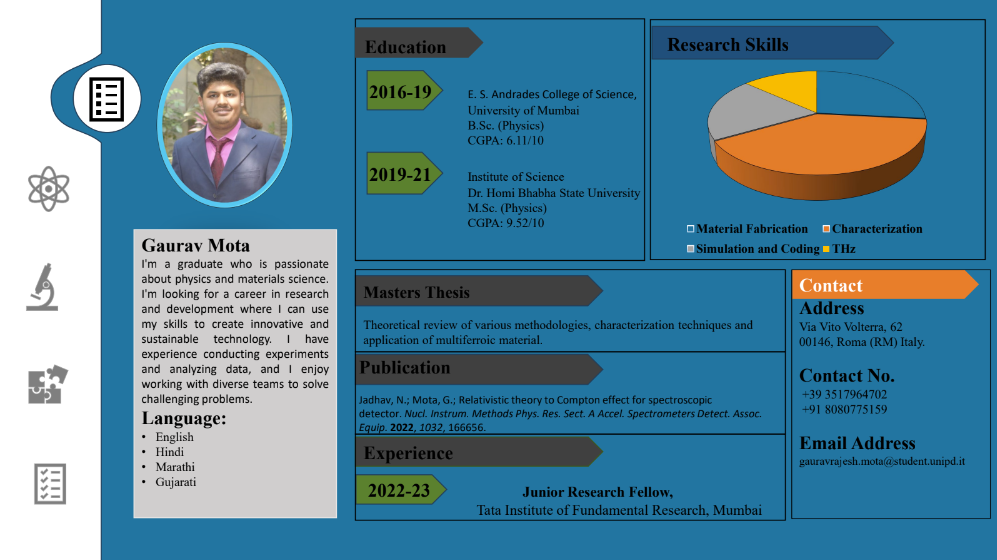 Gaurav Mota
I'm a graduate who is passionate
about physics and materials science.
I'm looking for a career in research
and development where I can use
my skills to create innovative and
sustainable technology. I have
experience conducting experiments
and analyzing data, and I enjoy
working with diverse teams to solve
challenging problems.
Language:
• English
• Hindi
• Marathi
• Gujarati
Education
2016-19
E. S. Andrades College of Science,
University of Mumbai
B.Sc. (Physics)
CGPA: 6.11/10
2019-21
Institute of Science
Dr. Homi Bhabha State University
M.Sc. (Physics)
CGPA: 9.52/10
Research Skills
Material Fabrication Characterization
Simulation and Coding THz
Masters Thesis
Theoretical review of various methodologies, characterization techniques and
application of multiferroic material.
Publication
Jadhav, N.; Mota, G.; Relativistic theory to Compton effect for spectroscopic
detector. Nucl. Instrum. Methods Phys. Res. Sect. A Accel. Spectrometers Detect. Assoc.
Equip. 2022, 1032, 166656.
Experience
2022-23
Junior Research Fellow,
Tata Institute of Fundamental Research, Mumbai
Contact
Address
Via Vito Volterra, 62
00146, Roma (RM) Italy.
Contact No.
+39 3517964702
+91 8080775159
Email Address
gauravrajesh.mota@student.unipd.it